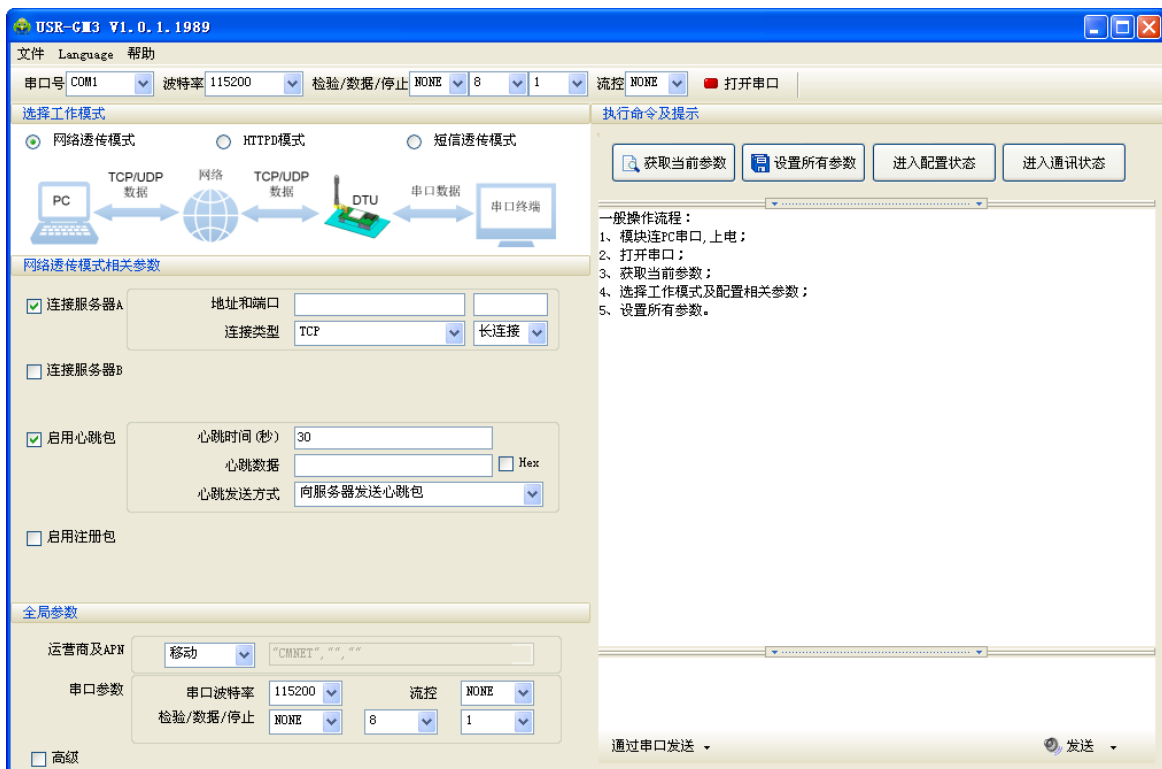 USR-GM3 V1.0.1.1989
文件 Language 帮助
串口号 COM1 波特率 115200 检验/数据/停止 NONE 8 1 流控 NONE 打开串口
选择工作模式
网络透传模式 HTTPD模式 短信透传模式
PC TCP/UDP 数据 网络 TCP/UDP 数据 DTU 串口数据 串口终端
网络透传模式相关参数
连接服务器A 地址和端口
连接类型 TCP 长连接
连接服务器B
启用心跳包 心跳时间(秒) 30
心跳数据 Hex
心跳发送方式 向服务器发送心跳包
启用注册包
全局参数
运营商及APN 移动 "CMNET","",""
串口参数 串口波特率 115200 流控 NONE
检验/数据/停止 NONE 8 1
高级
执行命令及提示
获取当前参数 设置所有参数 进入配置状态 进入通讯状态
一般操作流程：
1、模块连PC串口,上电；
2、打开串口；
3、获取当前参数；
4、选择工作模式及配置相关参数；
5、设置所有参数。
通过串口发送 发送